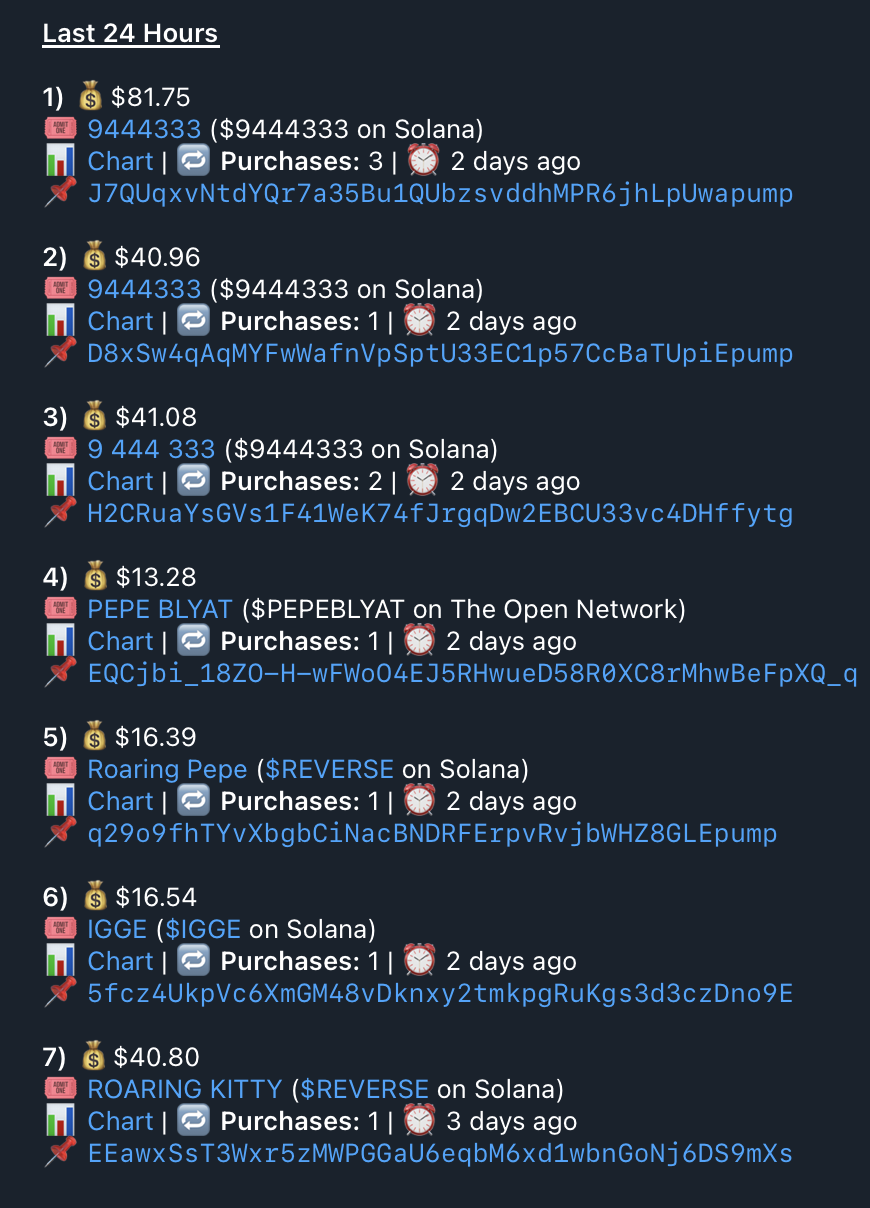 Last 24 Hours
1) 💰 $81.75
🎟 9444333 ($9444333 on Solana)
📊 Chart | 🔁 Purchases: 3 | ⏰ 2 days ago
📌 J7QUqxvNtdYQr7a35Bu1QUbzsvddhMPR6jhLpUwapump
2) 💰 $40.96
🎟 9444333 ($9444333 on Solana)
📊 Chart | 🔁 Purchases: 1 | ⏰ 2 days ago
📌 D8xSw4qAqMYFwWafnVpSptU33EC1p57CcBaTUpiEpump
3) 💰 $41.08
🎟 9 444 333 ($9444333 on Solana)
📊 Chart | 🔁 Purchases: 2 | ⏰ 2 days ago
📌 H2CRuaYsGVs1F41WeK74fJrgqDw2EBCU33vc4DHffytg
4) 💰 $13.28
🎟 PEPE BLYAT ($PEPEBLYAT on The Open Network)
📊 Chart | 🔁 Purchases: 1 | ⏰ 2 days ago
📌 EQCjbi_18ZO-H-wFWoO4EJ5RHwueD58R0XC8rMhwBeFpXQ_q
5) 💰 $16.39
🎟 Roaring Pepe ($REVERSE on Solana)
📊 Chart | 🔁 Purchases: 1 | ⏰ 2 days ago
📌 q29o9fhTYvXbgbCiNacBNDRFErpvRvjbWHZ8GLEpump
6) 💰 $16.54
🎟 IGGE ($IGGE on Solana)
📊 Chart | 🔁 Purchases: 1 | ⏰ 2 days ago
📌 5fcz4UkpVc6XmGM48vDknxy2tmkpgRuKgs3d3czDno9E
7) 💰 $40.80
🎟 ROARING KITTY ($REVERSE on Solana)
📊 Chart | 🔁 Purchases: 1 | ⏰ 3 days ago
📌 EEawxSsT3Wxr5zMWPGGaU6eqbM6xd1wbnGoNj6DS9mXs